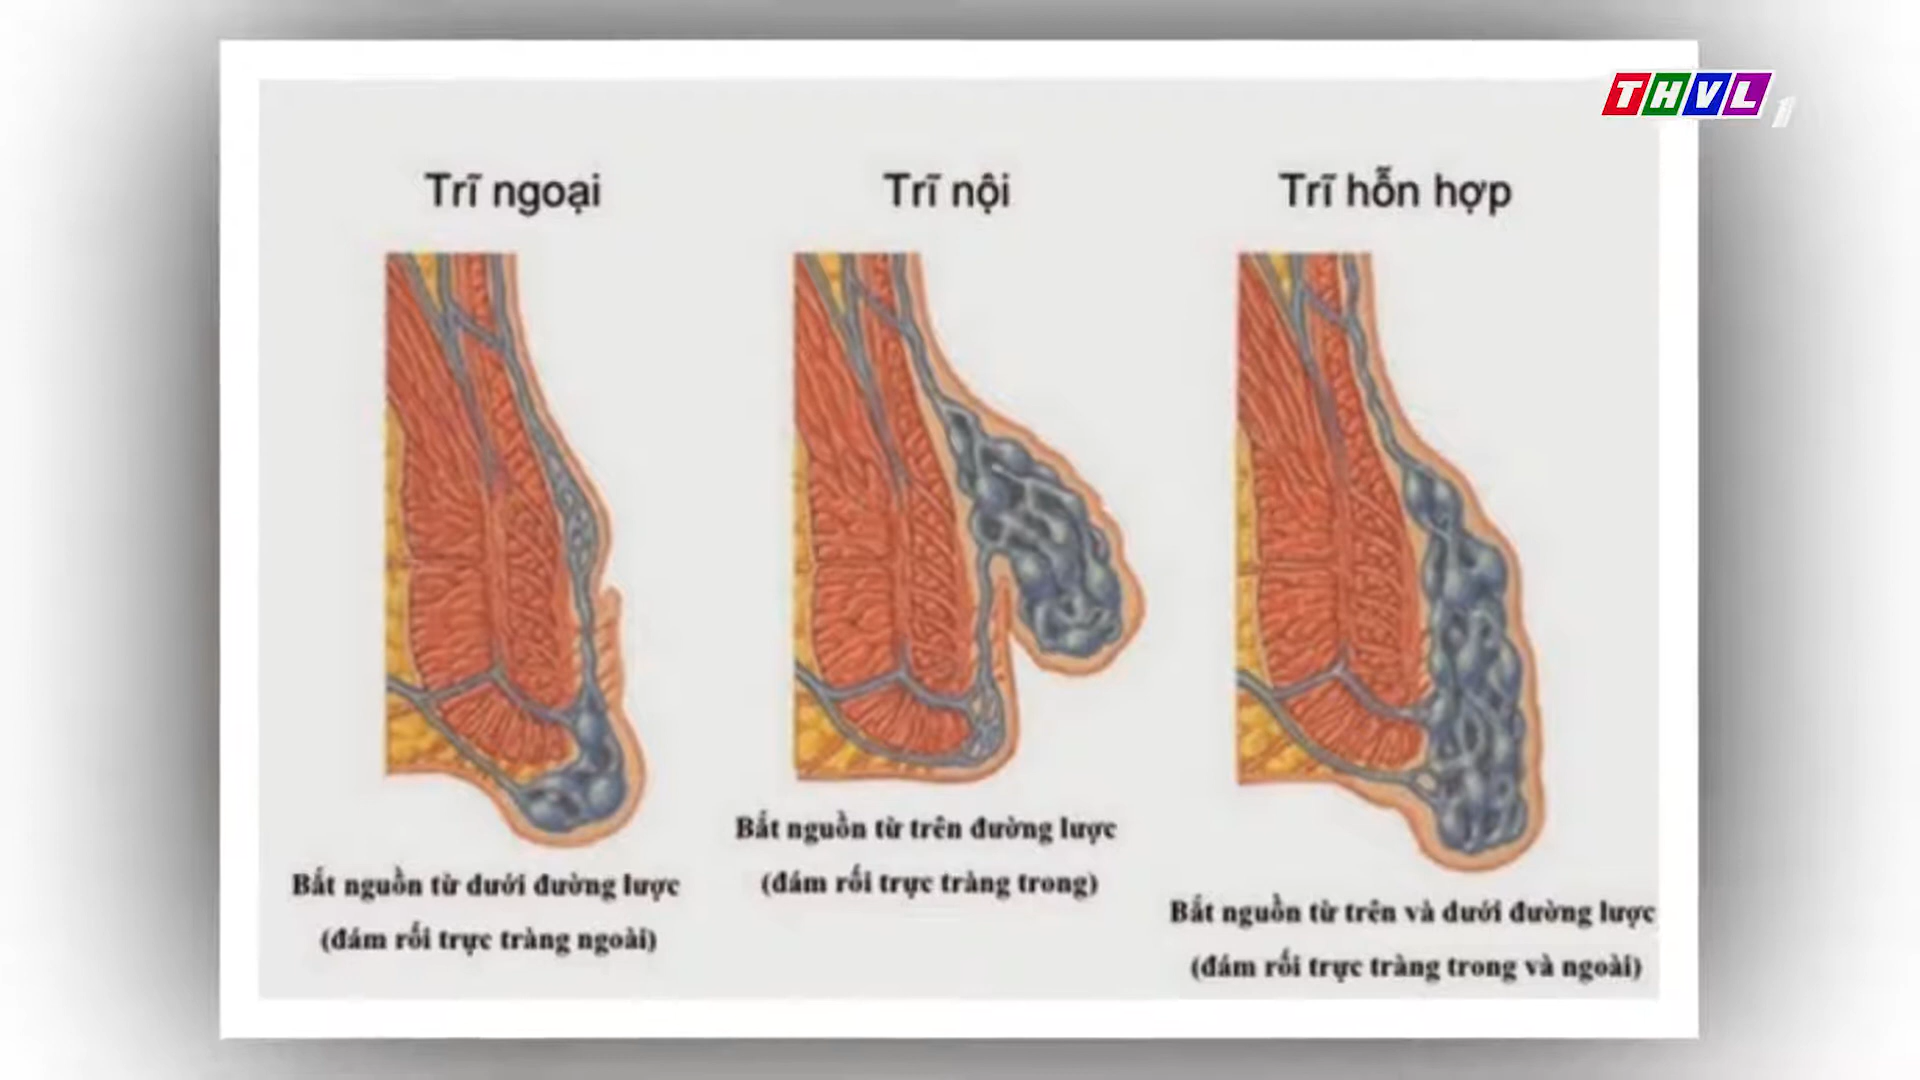 THVL 1
Trĩ ngoại
Trĩ nội
Trĩ hỗn hợp
Bắt nguồn từ dưới đường lược
(đám rối trực tràng ngoài)
Bắt nguồn từ trên đường lược
(đám rối trực tràng trong)
Bắt nguồn từ trên và dưới đường lược
(đám rối trực tràng trong và ngoài)